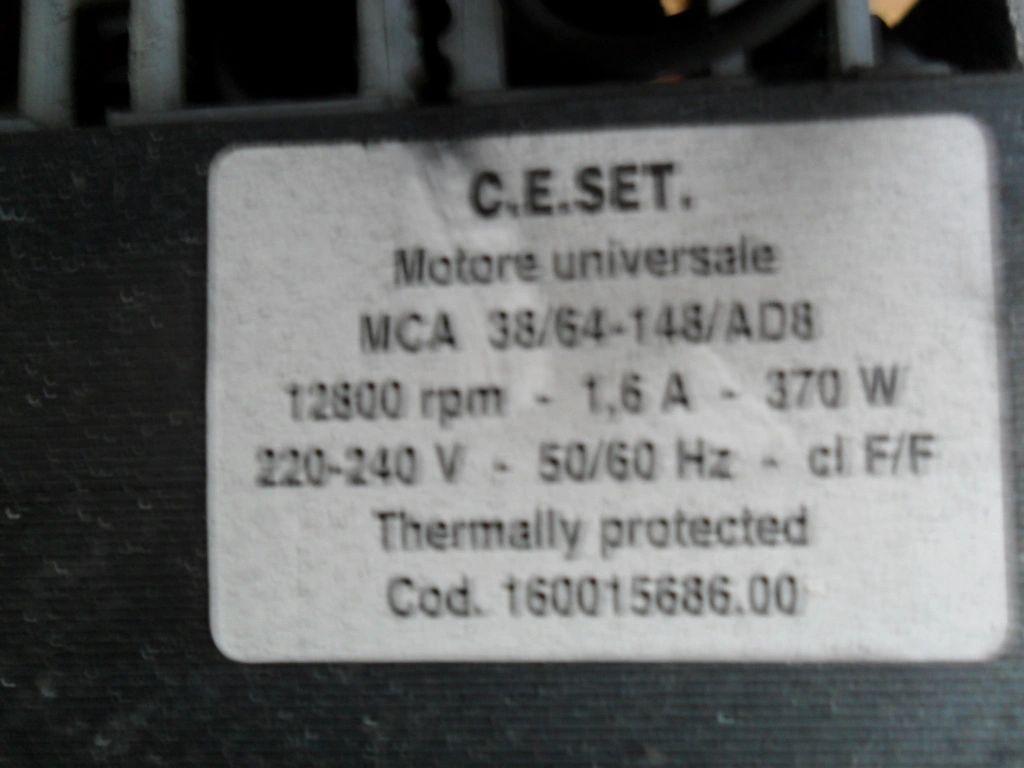 C.E.SET.
Motore universale
MCA 38/64-148/AD8
12800 rpm - 1,6 A - 370 W
220-240 V - 50/60 Hz - cl F/F
Thermally protected
Cod. 160015686.00